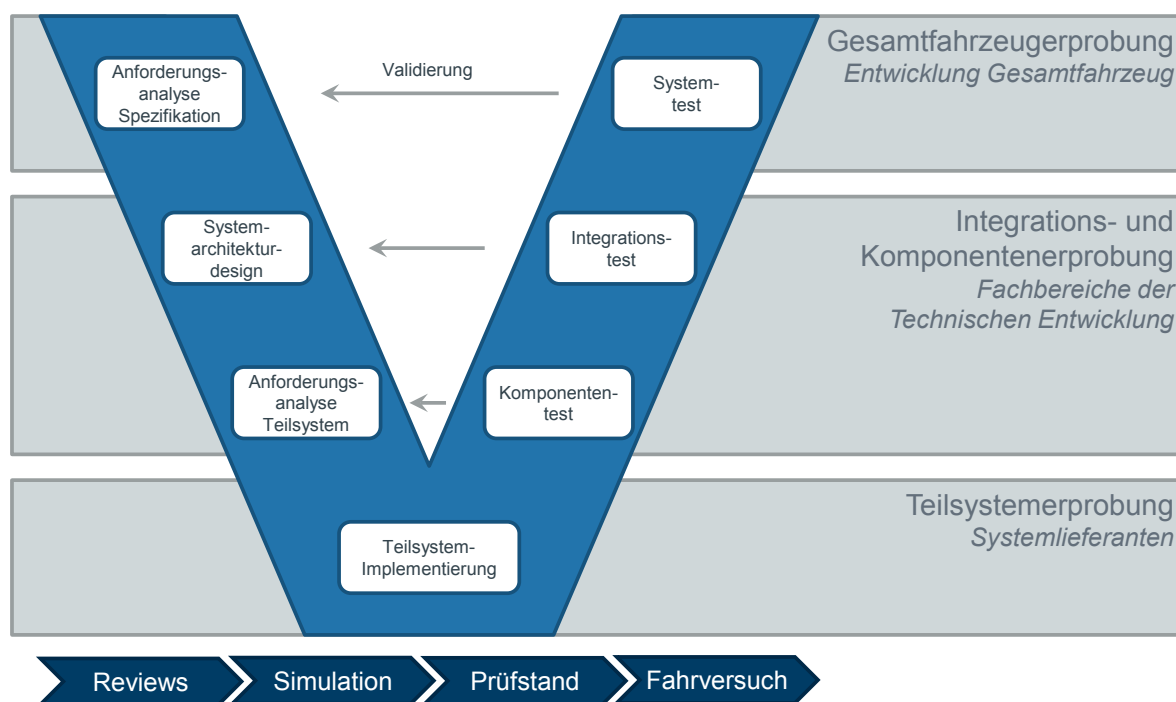 Gesamtfahrzeugerprobung
Entwicklung Gesamtfahrzeug
Anforderungs-
analyse
Spezifikation
Validierung
System-
test
Integrations- und
Komponentenerprobung
Fachbereiche der
Technischen Entwicklung
System-
architektur-
design
Integrations-
test
Anforderungs-
analyse
Teilsystem
Komponenten-
test
Teilsystemerprobung
Systemlieferanten
Teilsystem-
Implementierung
Reviews
Simulation
Prüfstand
Fahrversuch